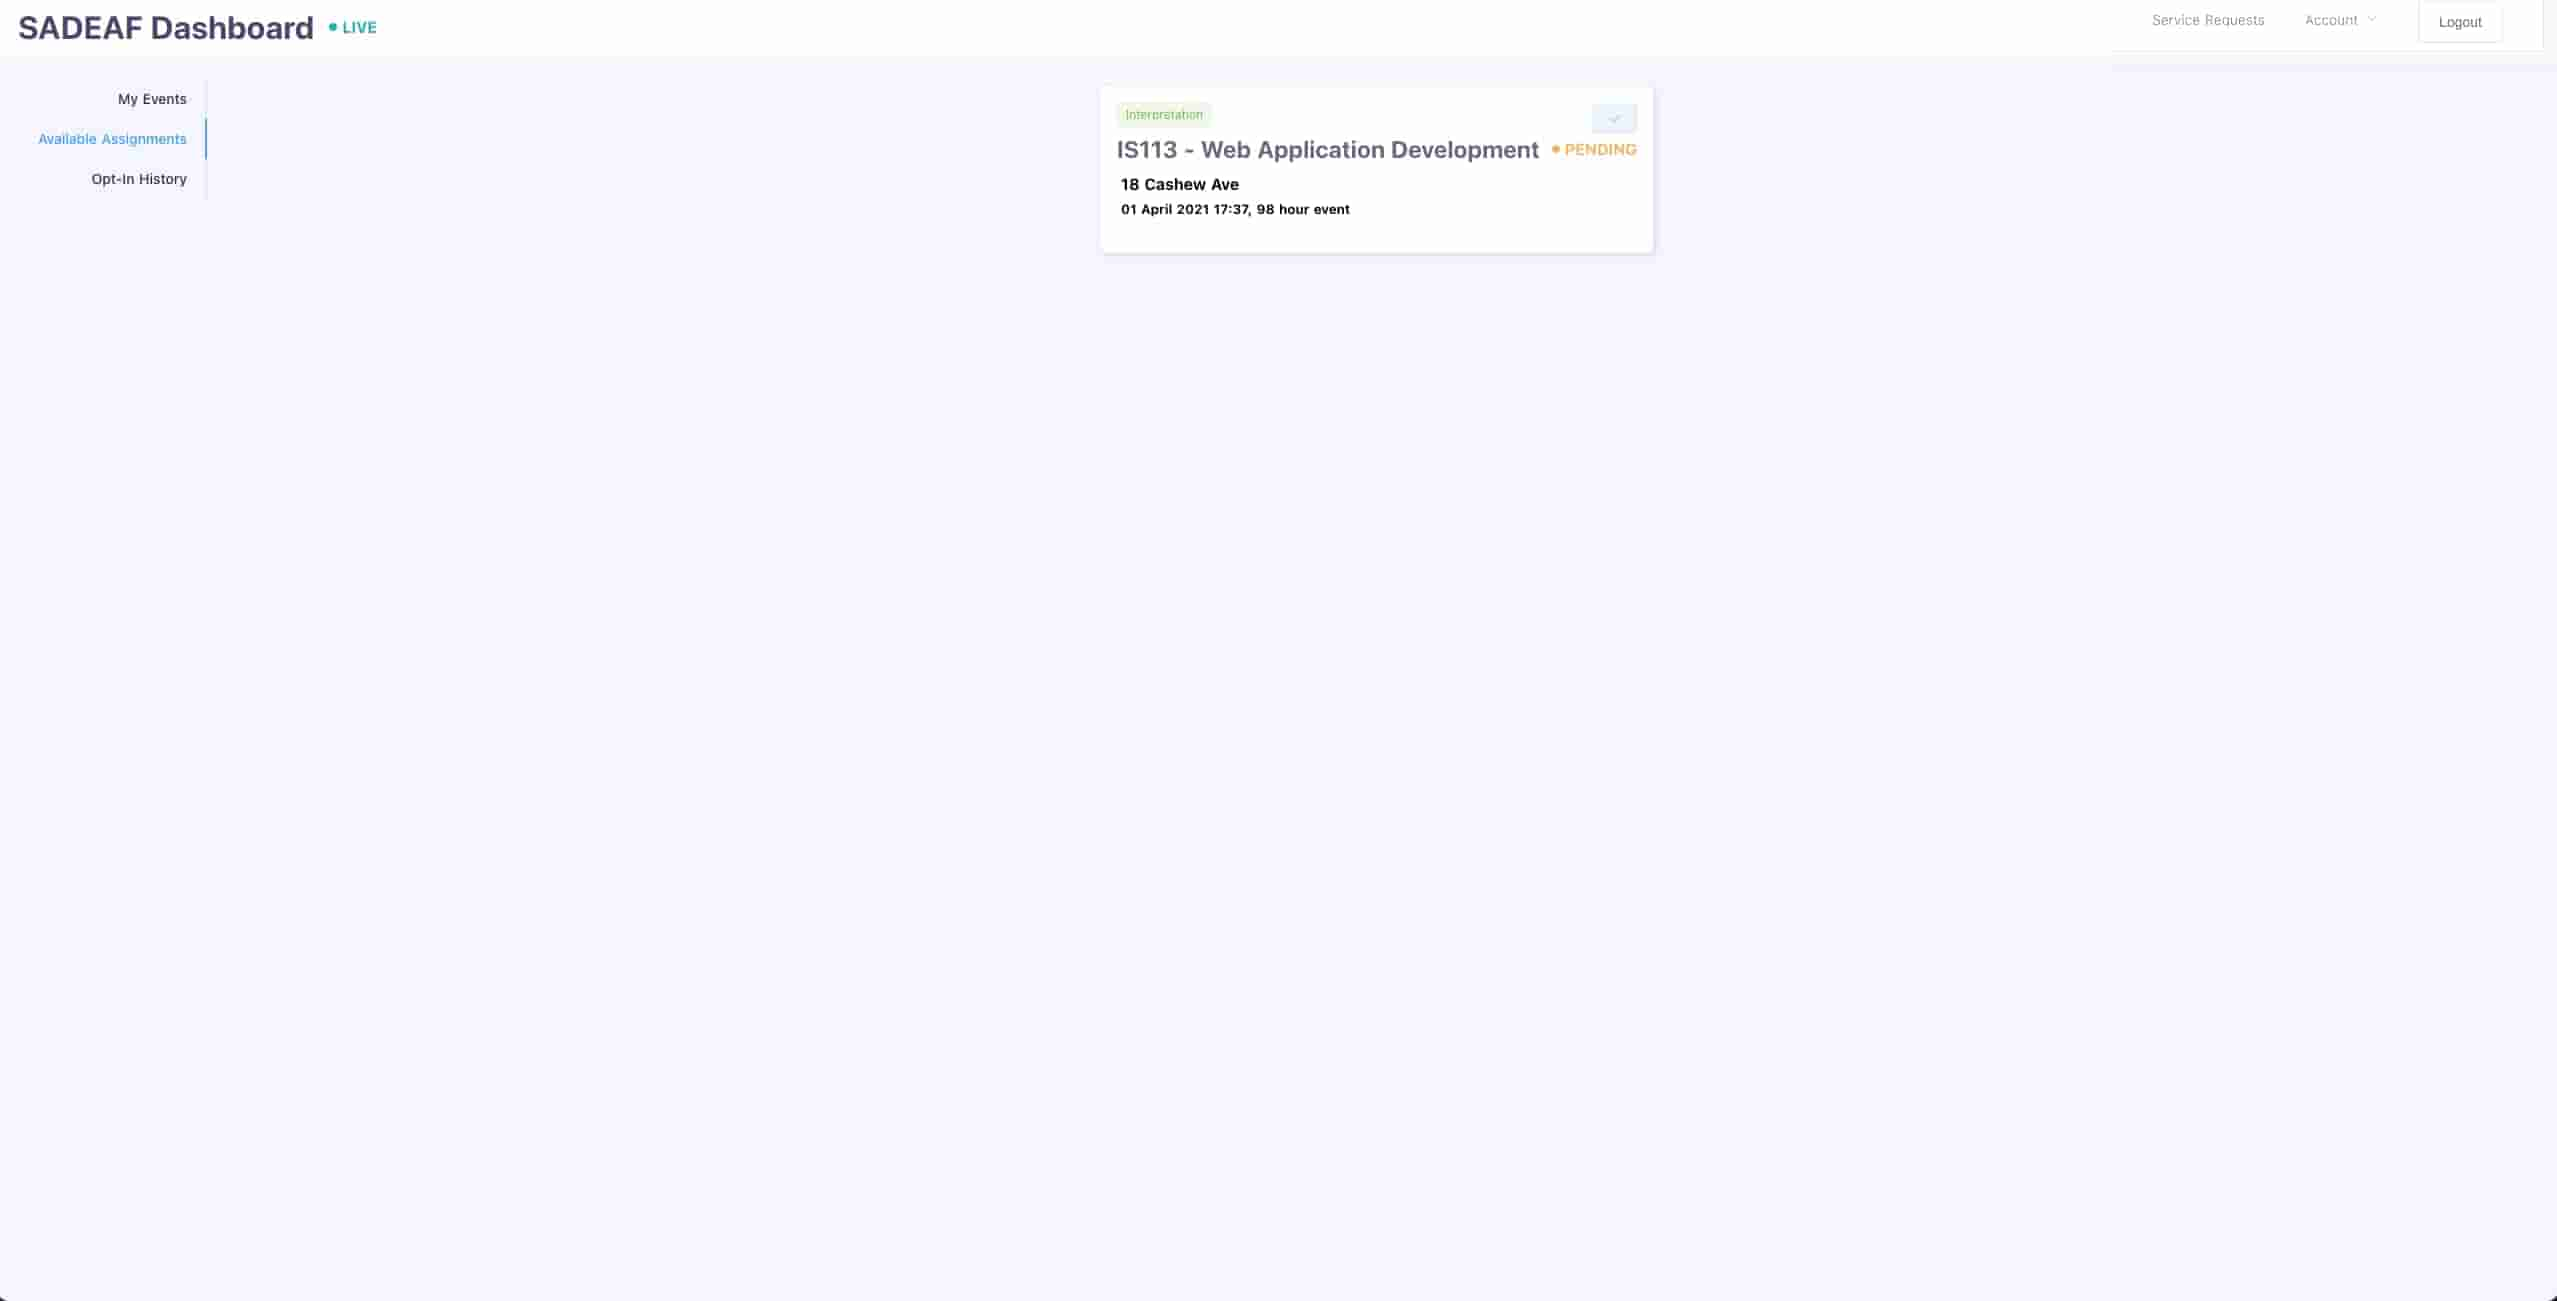 SADEAF Dashboard
LIVE
Service Requests
Account
Logout
My Events
Available Assignments
Opt-In History
Interpretation
IS113 - Web Application Development
PENDING
18 Cashew Ave
01 April 2021 17:37, 98 hour event